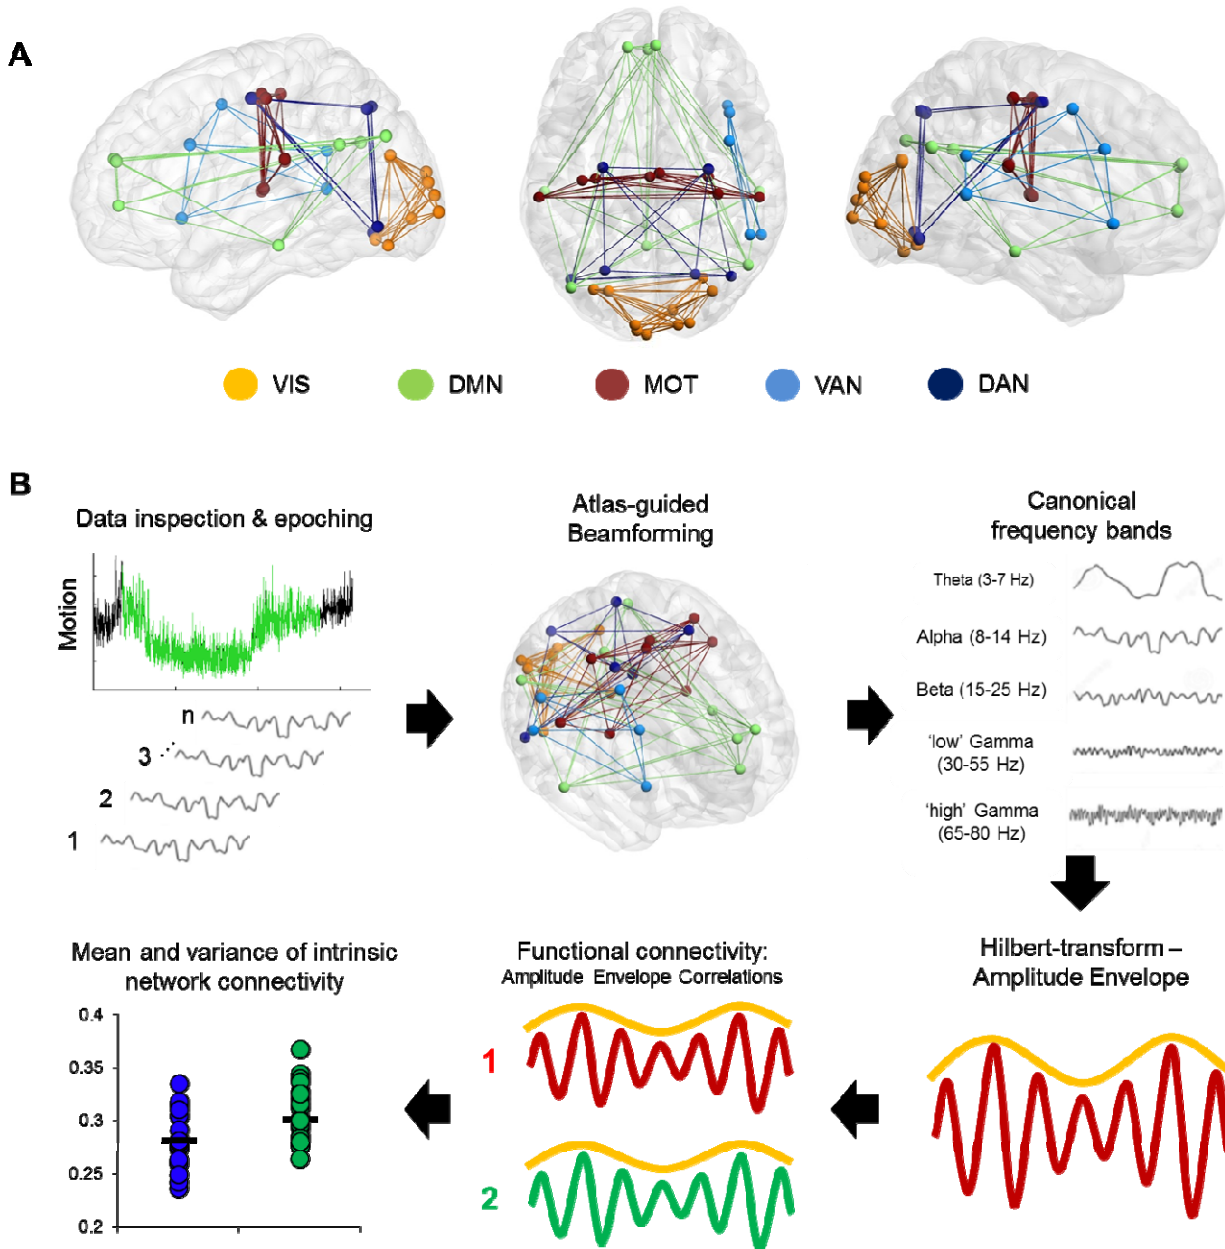 A
VIS DMN MOT VAN DAN
B
Data inspection & epoching
Motion
n
3
2
1
Atlas-guided
Beamforming
Canonical
frequency bands
Theta (3-7 Hz)
Alpha (8-14 Hz)
Beta (15-25 Hz)
'low' Gamma
(30-55 Hz)
'high' Gamma
(65-80 Hz)
Hilbert-transform –
Amplitude Envelope
Functional connectivity:
Amplitude Envelope Correlations
1
2
Mean and variance of intrinsic
network connectivity
0.4
0.35
0.3
0.25
0.2